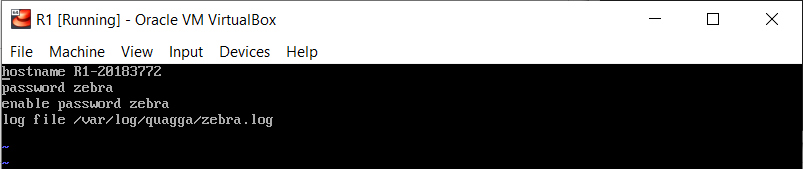 R1 [Running] - Oracle VM VirtualBox
File Machine View Input Devices Help
hostname R1-20183772
password zebra
enable password zebra
log file /var/log/quagga/zebra.log
~
~